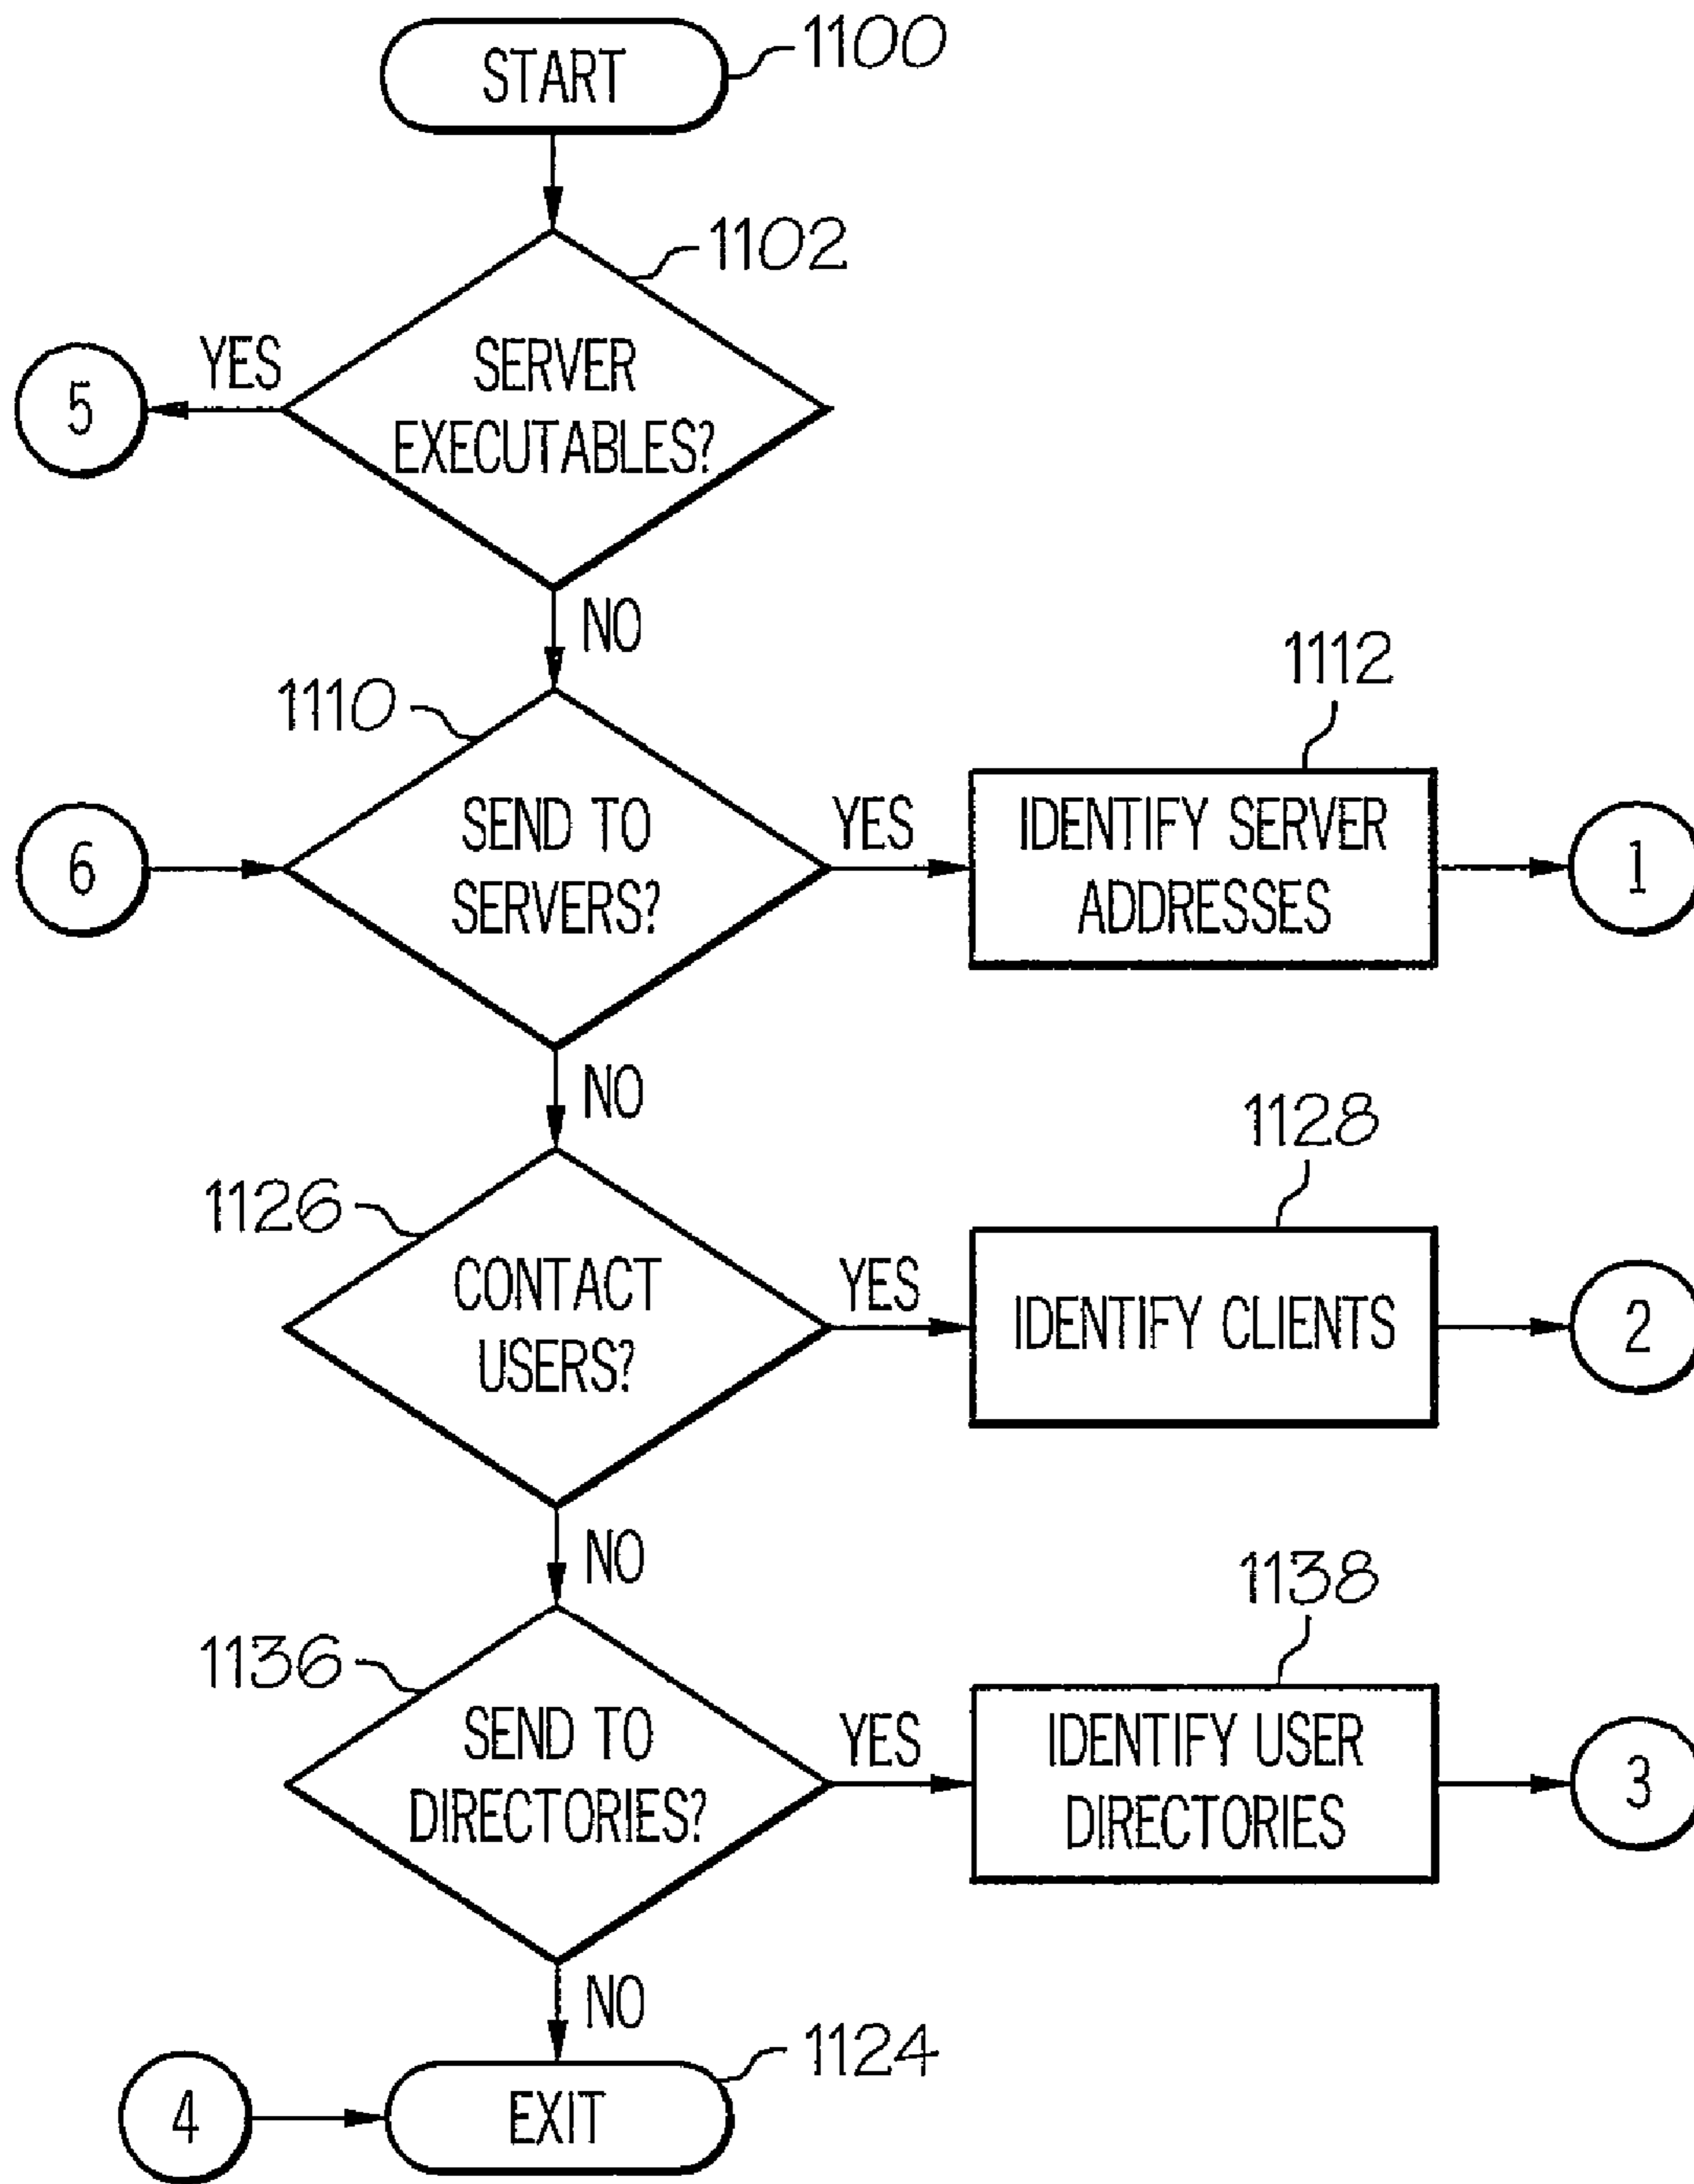 START
1100
1102
SERVER
EXECUTABLES?
YES
5
NO
1110
1112
6
SEND TO
SERVERS?
YES
IDENTIFY SERVER
ADDRESSES
1
NO
1126
1128
CONTACT
USERS?
YES
IDENTIFY CLIENTS
2
NO
1136
1138
SEND TO
DIRECTORIES?
YES
IDENTIFY USER
DIRECTORIES
3
NO
1124
4
EXIT